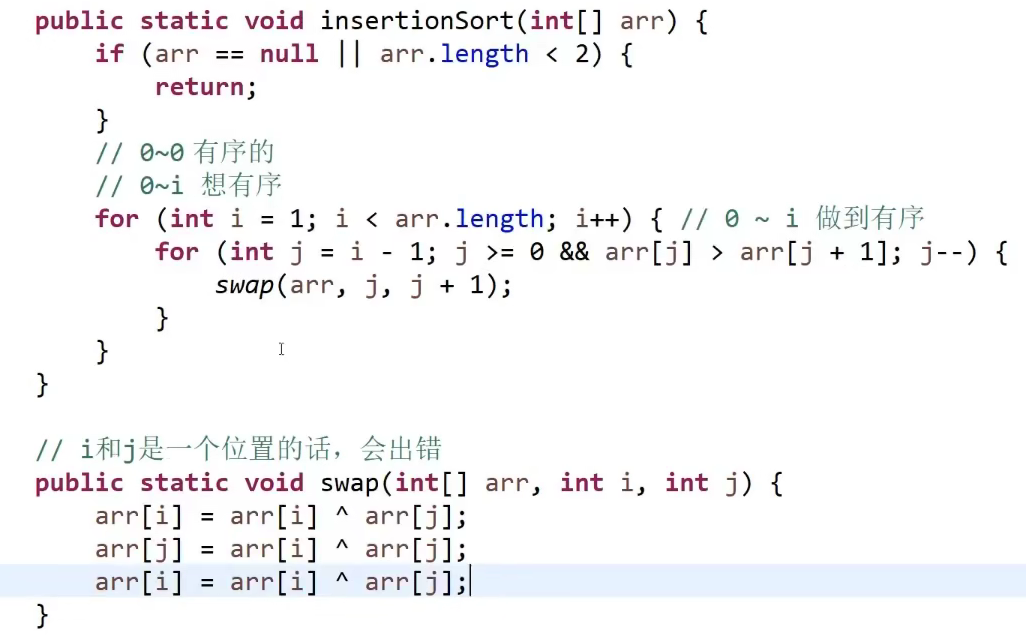 public static void insertionSort(int[] arr) {
if (arr == null || arr.length < 2) {
return;
}
// 0~0 有序的
// 0~i 想有序
for (int i = 1; i < arr.length; i++) { // 0 ~ i 做到有序
for (int j = i - 1; j >= 0 && arr[j] > arr[j + 1]; j--) {
swap(arr, j, j + 1);
}
}
}
// i和j是一个位置的话，会出错
public static void swap(int[] arr, int i, int j) {
arr[i] = arr[i] ^ arr[j];
arr[j] = arr[i] ^ arr[j];
arr[i] = arr[i] ^ arr[j];
}